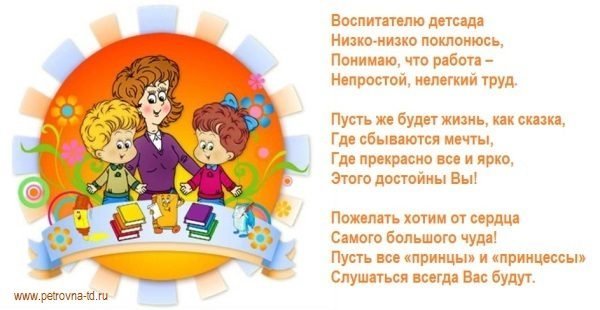 Воспитателю детсада
Низко-низко поклонюсь,
Понимаю, что работа –
Непростой, нелегкий труд.
Пусть же будет жизнь, как сказка,
Где сбываются мечты,
Где прекрасно все и ярко,
Этого достойны Вы!
Пожелать хотим от сердца
Самого большого чуда!
Пусть все «принцы» и «принцессы»
Слушаться всегда Вас будут.
www.petrovna-td.ru